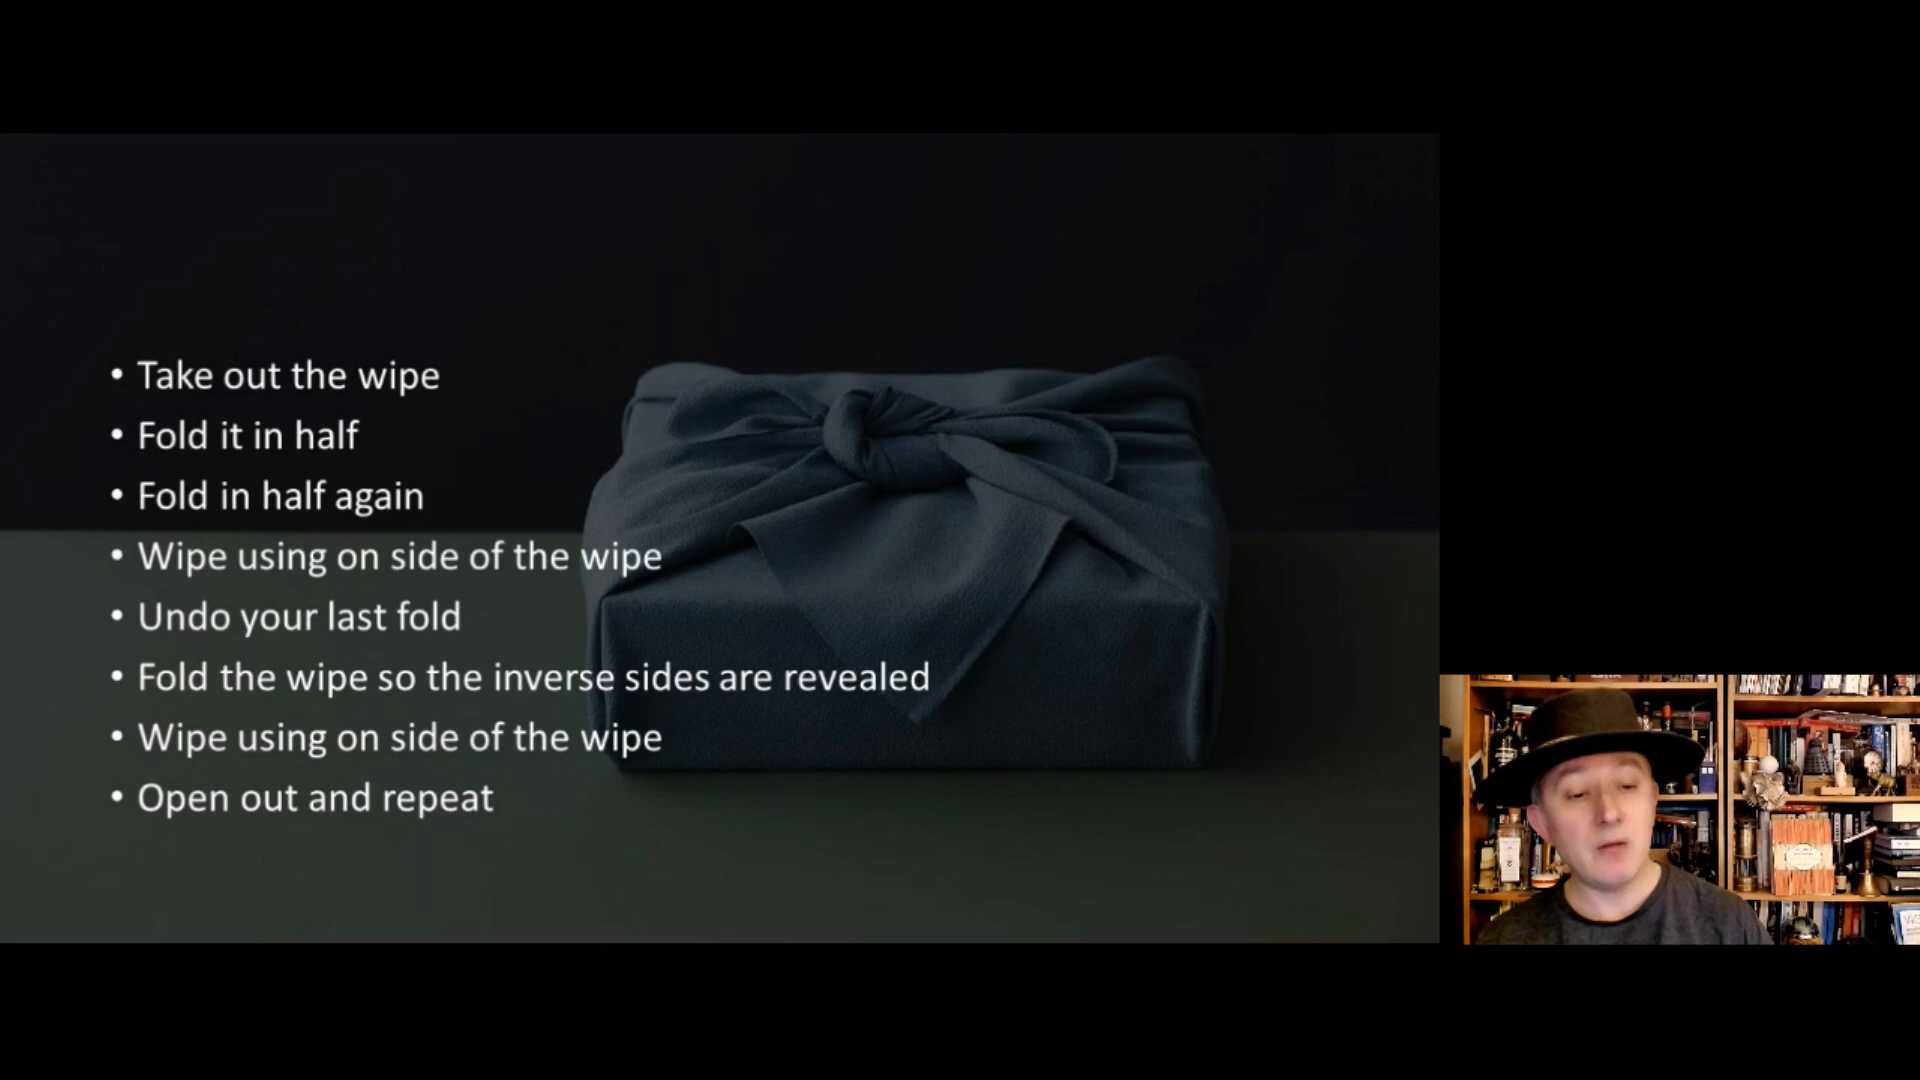 • Take out the wipe
• Fold it in half
• Fold in half again
• Wipe using on side of the wipe
• Undo your last fold
• Fold the wipe so the inverse sides are revealed
• Wipe using on side of the wipe
• Open out and repeat